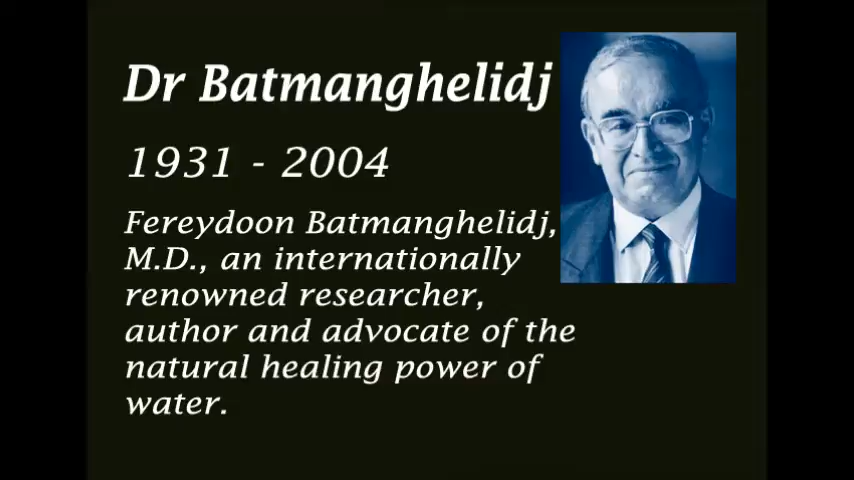 Dr Batmanghelidj
1931 - 2004
Fereydoon Batmanghelidj,
M.D., an internationally
renowned researcher,
author and advocate of the
natural healing power of
water.